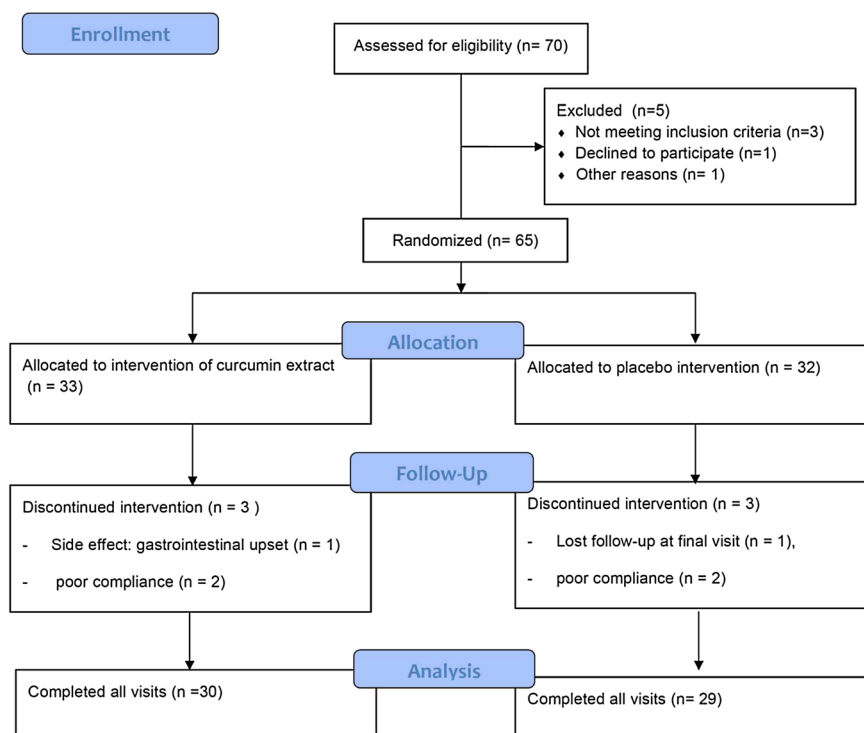 Enrollment
Assessed for eligibility (n= 70)
Excluded (n=5)
♦ Not meeting inclusion criteria (n=3)
♦ Declined to participate (n=1)
♦ Other reasons (n= 1)
Randomized (n= 65)
Allocation
Allocated to intervention of curcumin extract
(n = 33)
Allocated to placebo intervention (n = 32)
Follow-Up
Discontinued intervention (n = 3 )
- Side effect: gastrointestinal upset (n = 1)
- poor compliance (n = 2)
Discontinued intervention (n = 3)
- Lost follow-up at final visit (n = 1),
- poor compliance (n = 2)
Analysis
Completed all visits (n =30)
Completed all visits (n= 29)